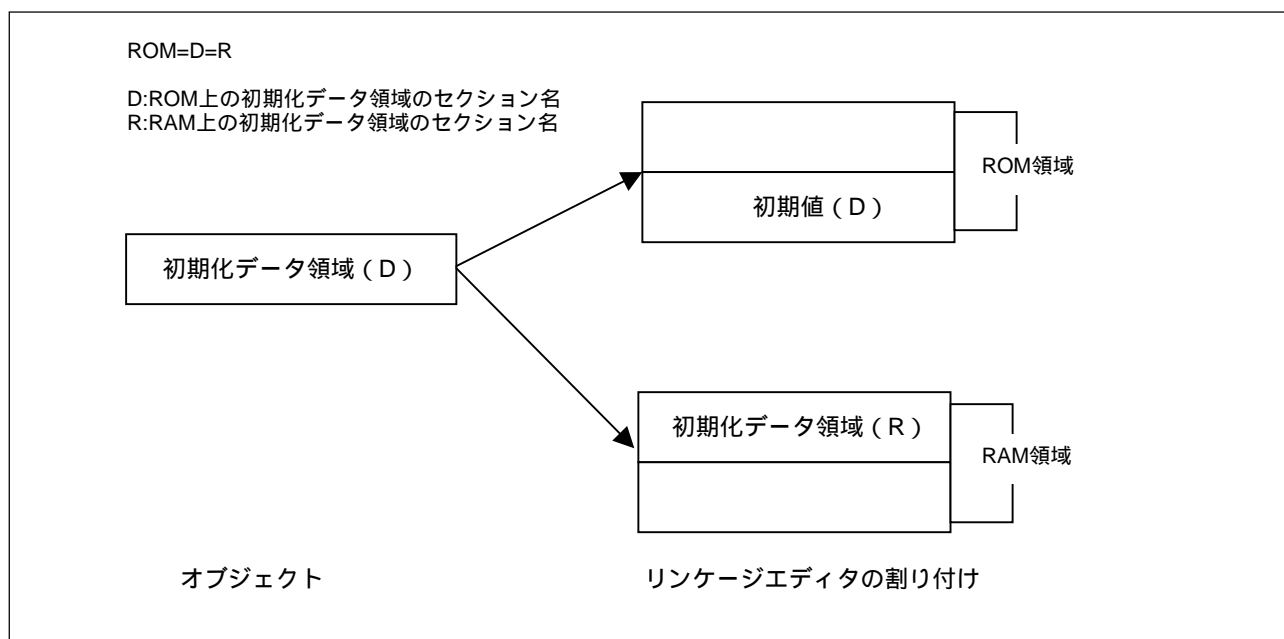 ROM=D=R
D:ROM上の初期化データ領域のセクション名
R:RAM上の初期化データ領域のセクション名
ROM領域
初期値(D)
初期化データ領域(D)
初期化データ領域(R)
RAM領域
オブジェクト
リンケージエディタの割り付け